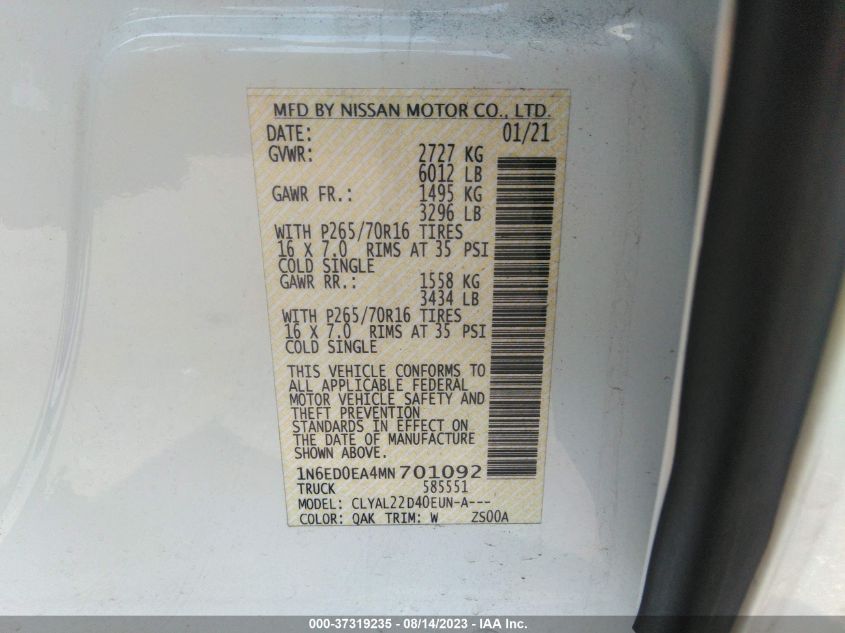 MFD BY NISSAN MOTOR CO., LTD.
DATE: 01/21
GVWR: 2727 KG
6012 LB
GAWR FR.: 1495 KG
3296 LB
WITH P265/70R16 TIRES
16 X 7.0 RIMS AT 35 PSI
COLD SINGLE
GAWR RR.: 1558 KG
3434 LB
WITH P265/70R16 TIRES
16 X 7.0 RIMS AT 35 PSI
COLD SINGLE
THIS VEHICLE CONFORMS TO
ALL APPLICABLE FEDERAL
MOTOR VEHICLE SAFETY AND
THEFT PREVENTION
STANDARDS IN EFFECT ON
THE DATE OF MANUFACTURE
SHOWN ABOVE.
1N6ED0EA4MN701092
TRUCK 585551
MODEL: CLYAL22D40EUN-A---
COLOR: QAK TRIM: W ZS00A
000-37319235 - 08/14/2023 - IAA Inc.